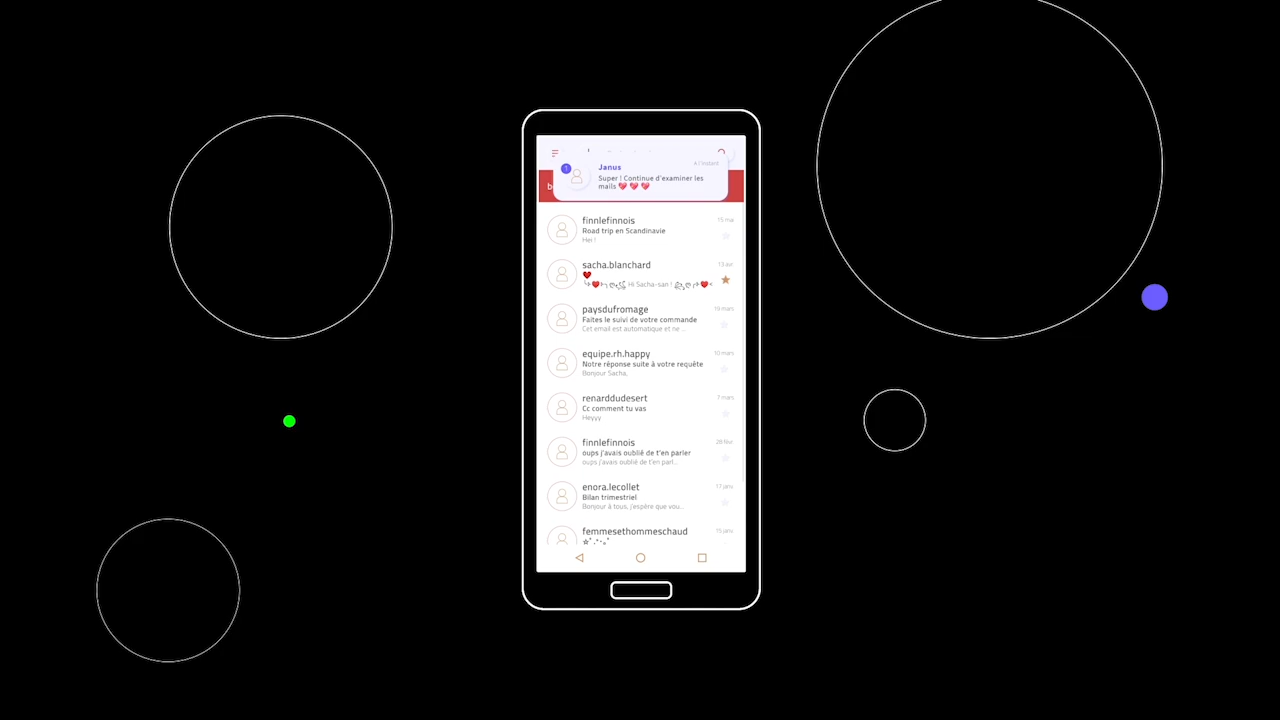 1
Janus
A l'instant
Super ! Continue d'examiner les
mails 💖 💖 💖
finnlefinnois
15 mai
Road trip en Scandinavie
Hei !
sacha.blanchard
13 avr
❤
Hi Sacha-san !
paysdufromage
19 mars
Faites le suivi de votre commande
Cet email est automatique et ne ...
equipe.rh.happy
10 mars
Notre réponse suite à votre requête
Bonjour Sacha,
renarddudesert
7 mars
Cc comment tu vas
Heyyy
finnlefinnois
28 févr
oups j'avais oublié de t'en parler
oups j'avais oublié de t'en parl...
enora.lecollet
17 janv
Bilan trimestriel
Bonjour à tous, j'espère que vou...
femmesethommeschaud
15 janv